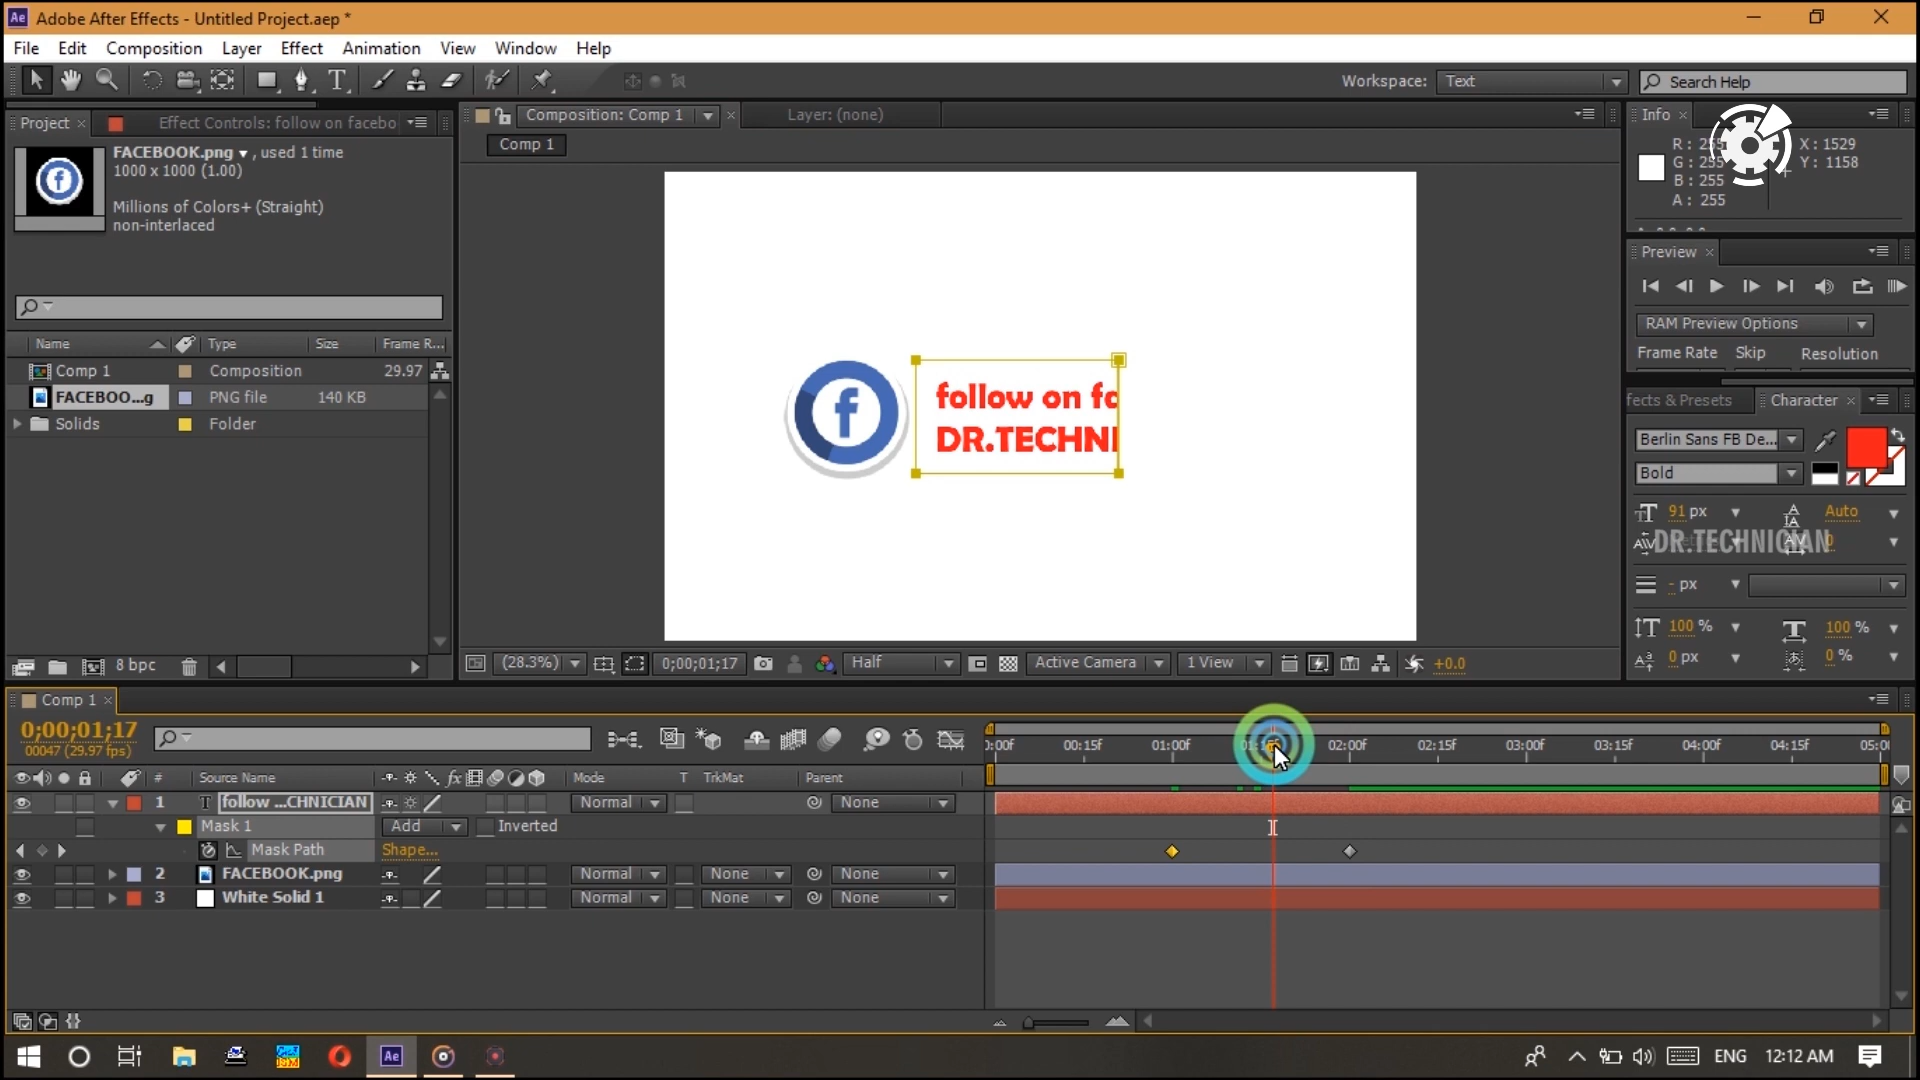 Ae Adobe After Effects - Untitled Project.aep *
File Edit Composition Layer Effect Animation View Window Help
T Workspace: Text Search Help
Project Effect Controls: follow on facebo
FACEBOOK.png , used 1 time
1000 x 1000 (1.00)
Millions of Colors+ (Straight)
non-interlaced
Name Type Size Frame R...
Comp 1 Composition 29.97
FACEBOO...g PNG file 140 KB
Solids Folder
8 bpc
Composition: Comp 1 Layer: (none)
Comp 1
follow on fa
DR.TECHNI
(28.3%) 0;00;01;17 Half Active Camera 1 View +0.0
Info
R: 255 X: 1529
G: 255 Y: 1158
B: 255
A: 255
Preview
RAM Preview Options
Frame Rate Skip Resolution
fects & Presets Character
Berlin Sans FB De...
Bold
91 px Auto
DR.TECHNICIAN
0
- px
100 % 100 %
0 px 0 %
Comp 1
0;00;01;17
00047 (29.97 fps)
):00f 00:15f 01:00f 02:00f 02:15f 03:00f 03:15f 04:00f 04:15f 05:0
# Source Name fx Mode T TrkMat Parent
1 T follow ...CHNICIAN Normal None
Mask 1 Add Inverted
Mask Path Shape...
2 FACEBOOK.png Normal None None
3 White Solid 1 Normal None None
Ae ENG 12:12 AM